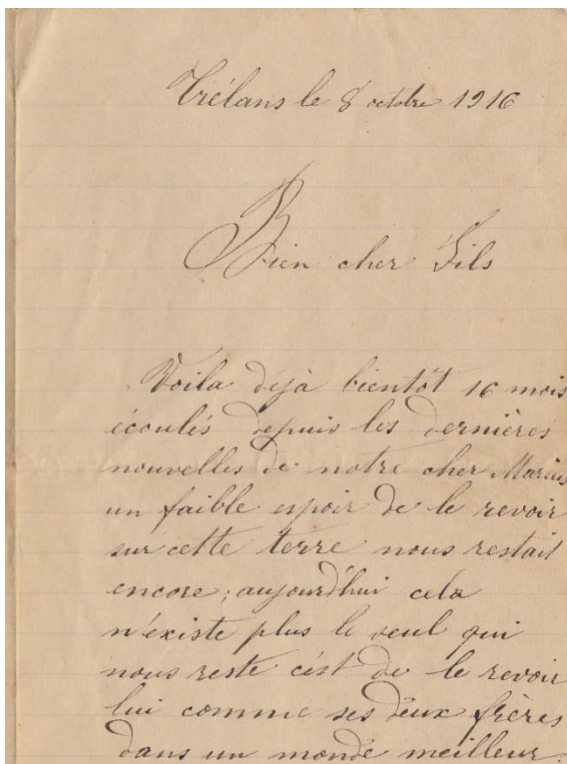 Trélans le 8 octobre 1916
Bien cher Fils
Voila déjà bientôt 16 mois
écoulés depuis les dernières
nouvelles de notre cher Marius
un faible espoir de le revoir
sur cette terre nous restait
encore ; aujourd'hui cela
n'existe plus le seul qui
nous reste c'est de le revoir
lui comme ses deux frères
dans un monde meilleur.